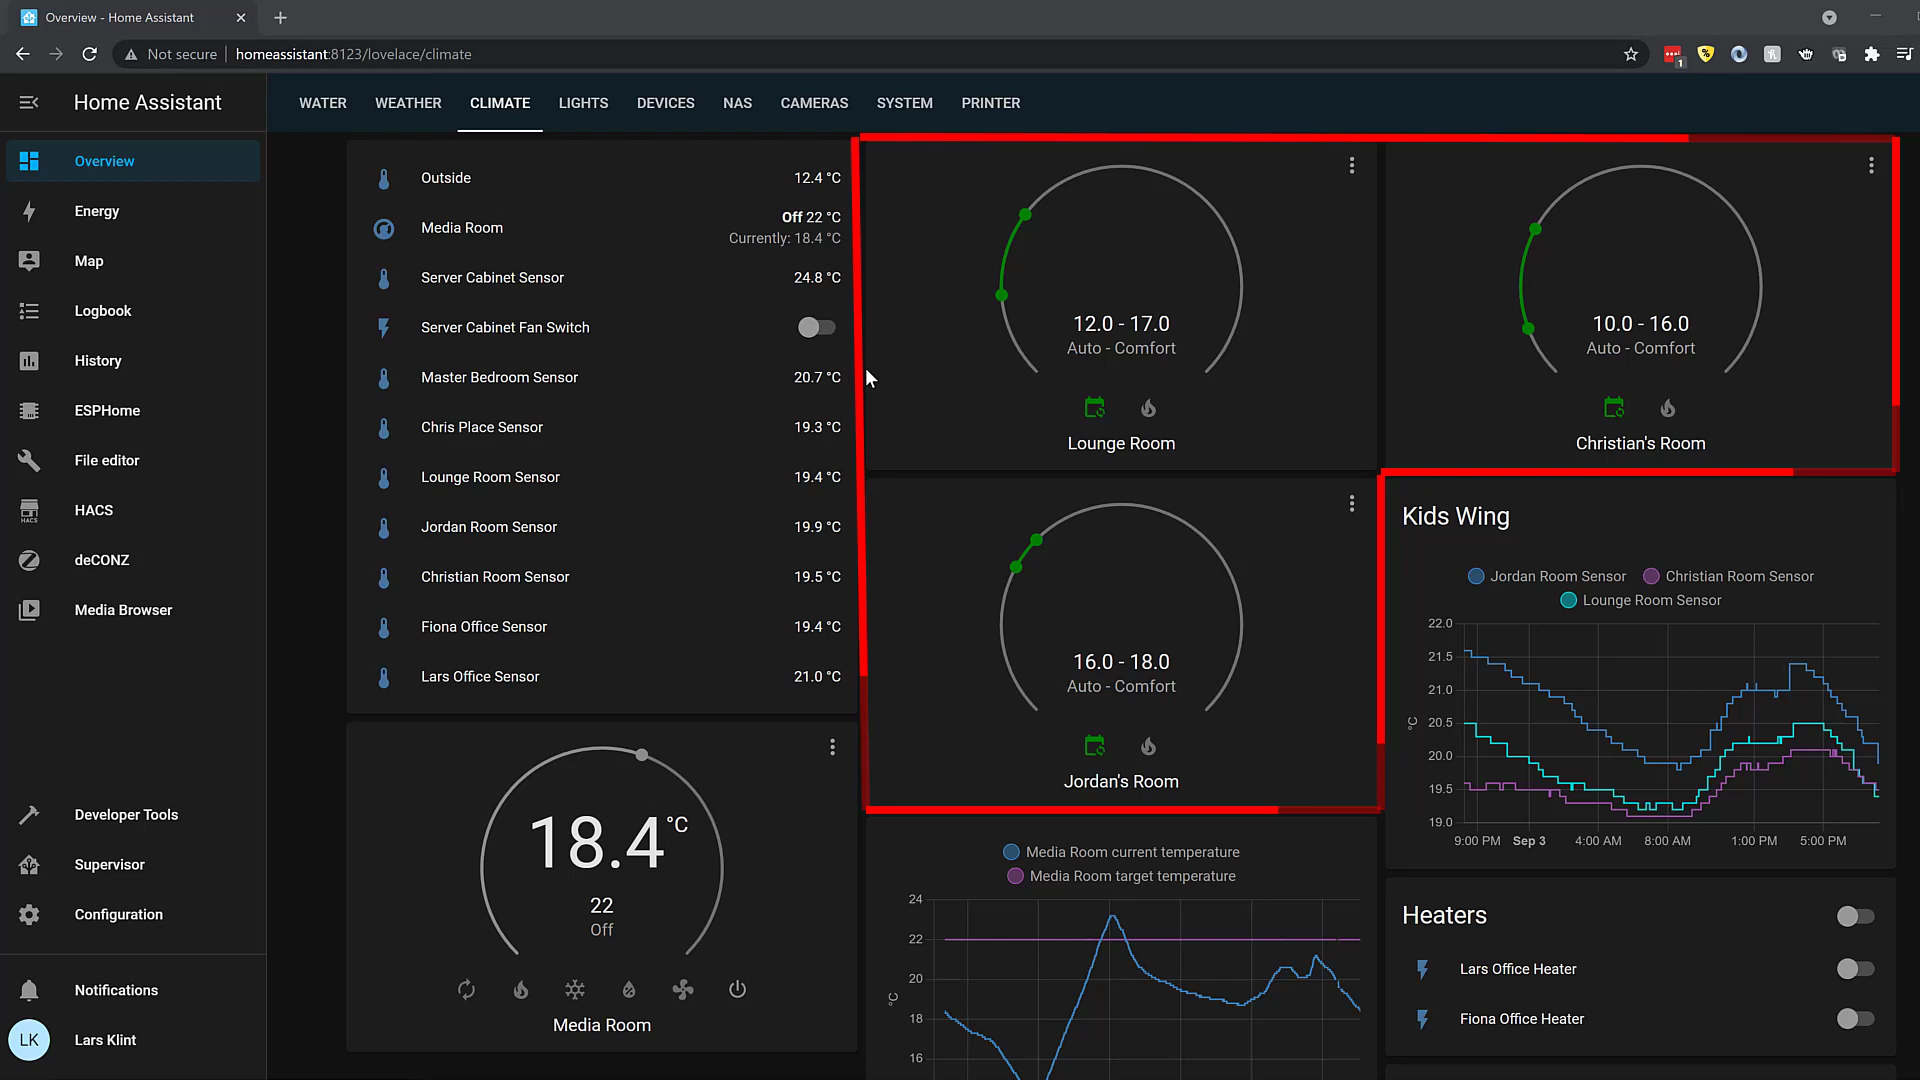 Overview - Home Assistant
Not secure
homeassistant:8123/lovelace/climate
1
Home Assistant
WATER
WEATHER
CLIMATE
LIGHTS
DEVICES
NAS
CAMERAS
SYSTEM
PRINTER
Overview
Energy
Map
Logbook
History
ESPHome
File editor
HACS
HACS
deCONZ
Media Browser
Developer Tools
Supervisor
Configuration
Notifications
LK
Lars Klint
Outside 12.4 °C
Media Room Off 22 °C
Currently: 18.4 °C
Server Cabinet Sensor 24.8 °C
Server Cabinet Fan Switch
Master Bedroom Sensor 20.7 °C
Chris Place Sensor 19.3 °C
Lounge Room Sensor 19.4 °C
Jordan Room Sensor 19.9 °C
Christian Room Sensor 19.5 °C
Fiona Office Sensor 19.4 °C
Lars Office Sensor 21.0 °C
18.4 °C
22
Off
Media Room
12.0 - 17.0
Auto - Comfort
Lounge Room
16.0 - 18.0
Auto - Comfort
Jordan's Room
Media Room current temperature
Media Room target temperature
24
22
20
18
16
°C
10.0 - 16.0
Auto - Comfort
Christian's Room
Kids Wing
Jordan Room Sensor
Christian Room Sensor
Lounge Room Sensor
22.0
21.5
21.0
20.5
20.0
19.5
19.0
°C
9:00 PM
Sep 3
4:00 AM
8:00 AM
1:00 PM
5:00 PM
Heaters
Lars Office Heater
Fiona Office Heater